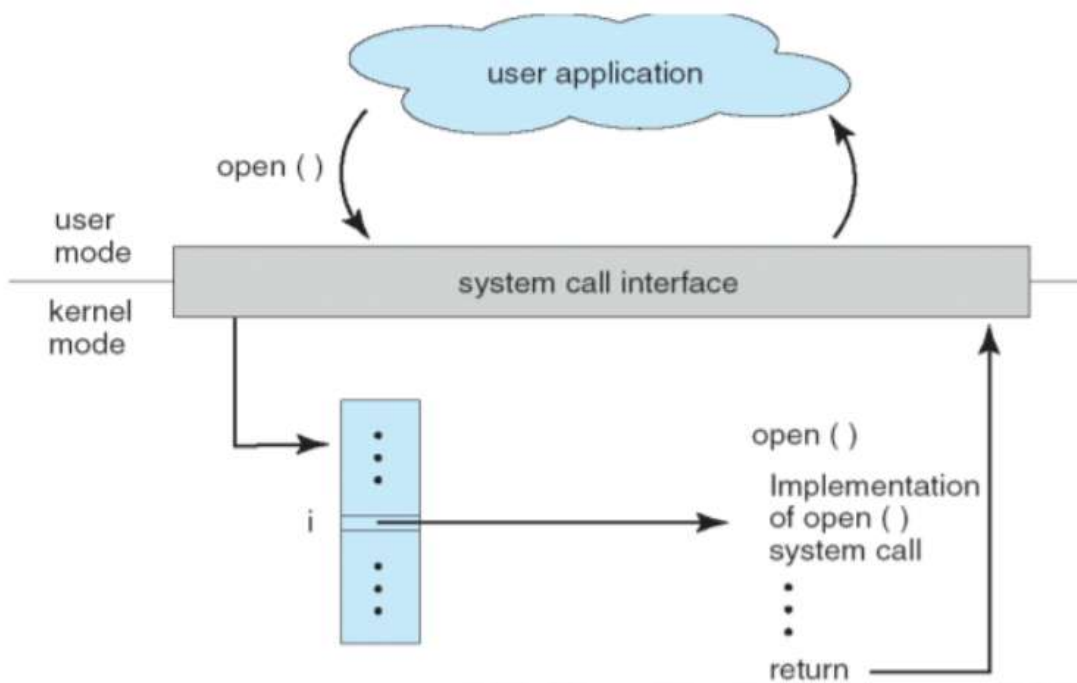 user application
open ( )
user
mode
system call interface
kernel
mode
open ( )
Implementation
of open ( )
system call
i
return